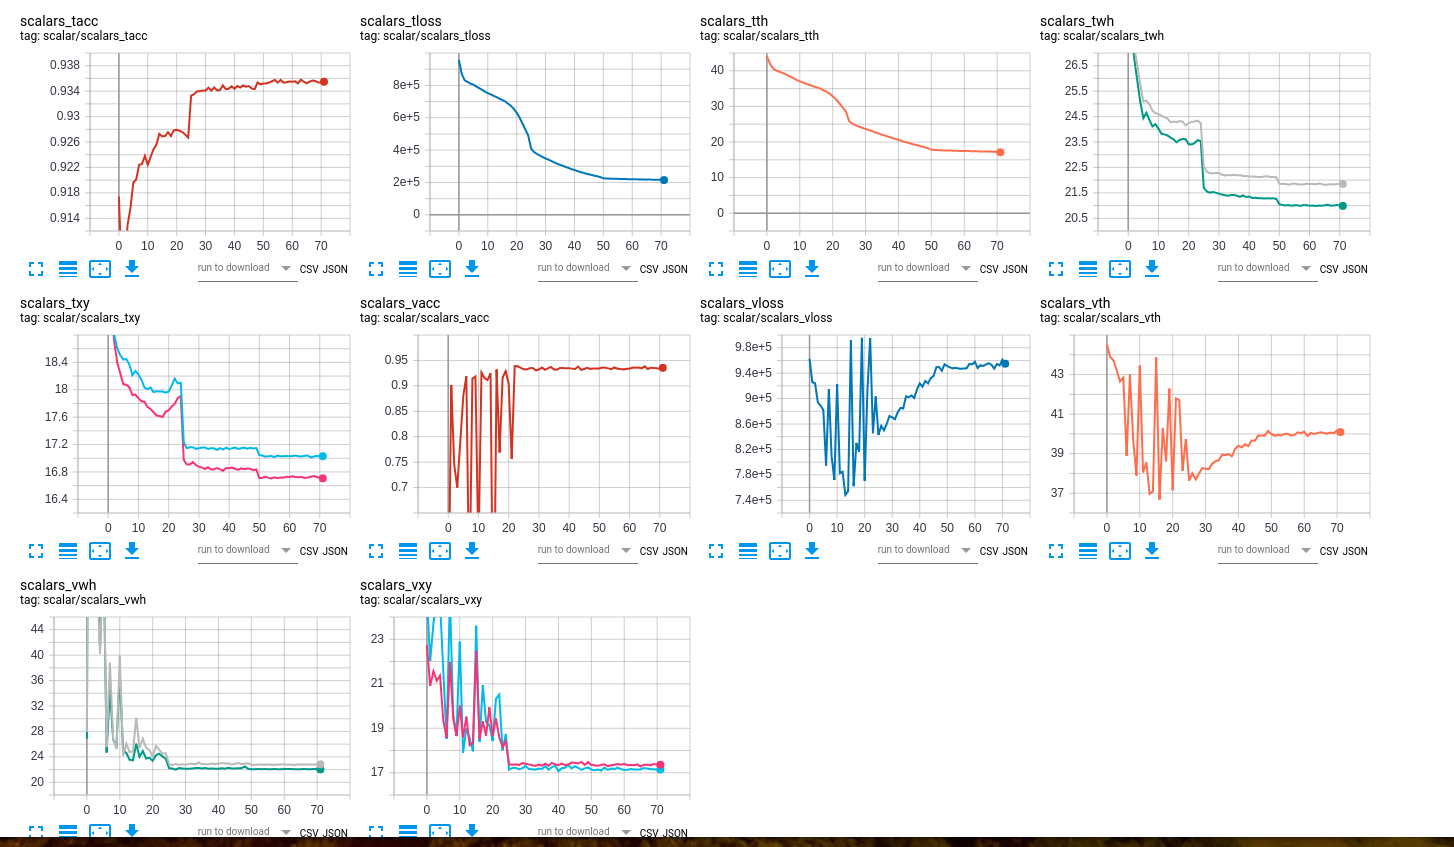 scalars_tacc
tag: scalar/scalars_tacc
0.938
0.934
0.93
0.926
0.922
0.918
0.914
0 10 20 30 40 50 60 70
run to download CSV JSON
scalars_tloss
tag: scalar/scalars_tloss
8e+5
6e+5
4e+5
2e+5
0
0 10 20 30 40 50 60 70
run to download CSV JSON
scalars_tth
tag: scalar/scalars_tth
40
30
20
10
0
0 10 20 30 40 50 60 70
run to download CSV JSON
scalars_twh
tag: scalar/scalars_twh
26.5
25.5
24.5
23.5
22.5
21.5
20.5
0 10 20 30 40 50 60 70
run to download CSV JSON
scalars_txy
tag: scalar/scalars_txy
18.4
18
17.6
17.2
16.8
16.4
0 10 20 30 40 50 60 70
run to download CSV JSON
scalars_vacc
tag: scalar/scalars_vacc
0.95
0.9
0.85
0.8
0.75
0.7
0 10 20 30 40 50 60 70
run to download CSV JSON
scalars_vloss
tag: scalar/scalars_vloss
9.8e+5
9.4e+5
9e+5
8.6e+5
8.2e+5
7.8e+5
7.4e+5
0 10 20 30 40 50 60 70
run to download CSV JSON
scalars_vth
tag: scalar/scalars_vth
43
41
39
37
0 10 20 30 40 50 60 70
run to download CSV JSON
scalars_vwh
tag: scalar/scalars_vwh
44
40
36
32
28
24
20
0 10 20 30 40 50 60 70
run to download CSV JSON
scalars_vxy
tag: scalar/scalars_vxy
23
21
19
17
0 10 20 30 40 50 60 70
run to download CSV JSON